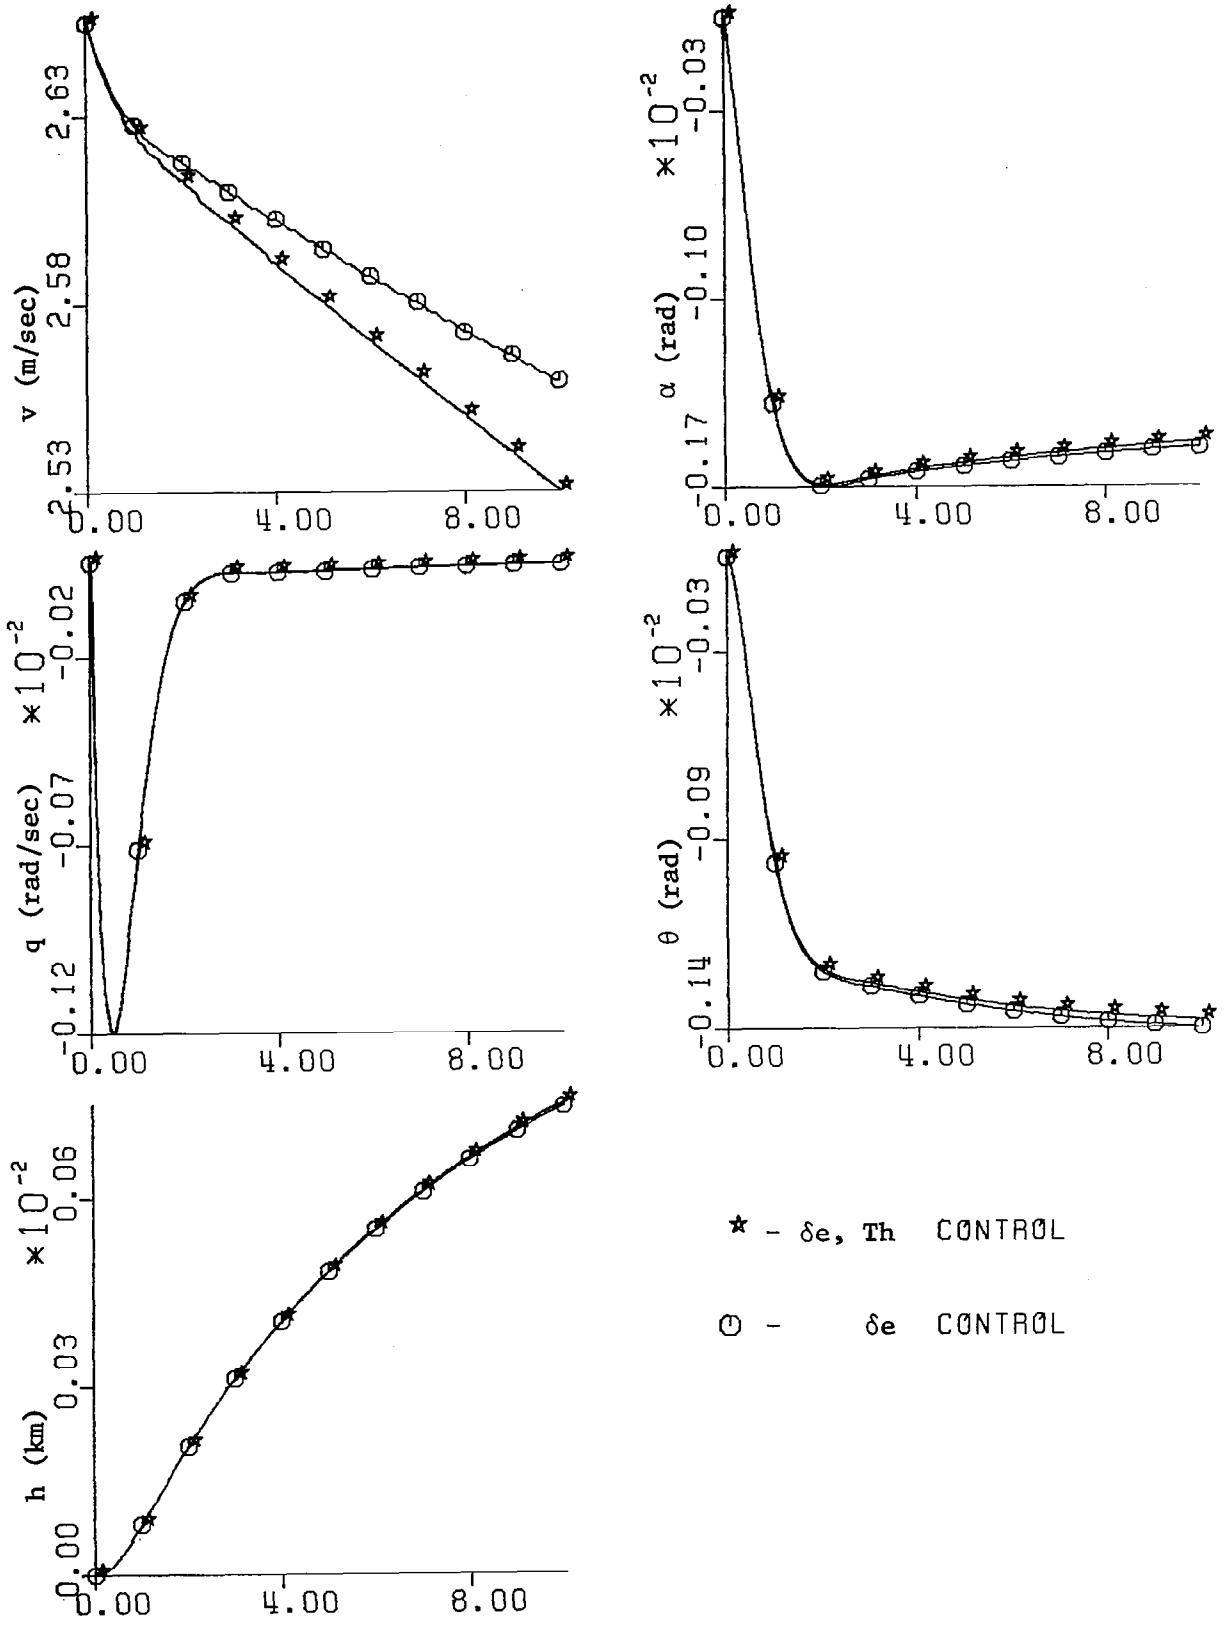 v (m/sec)
2.63
2.58
2.53
0.00 4.00 8.00
α (rad) *10⁻²
-0.03
-0.10
-0.17
0.00 4.00 8.00
q (rad/sec) *10⁻²
-0.02
-0.07
-0.12
0.00 4.00 8.00
θ (rad) *10⁻²
-0.03
-0.09
-0.14
0.00 4.00 8.00
h (km) *10⁻²
0.06
0.03
0.00
0.00 4.00 8.00
☆ - δe, Th CONTROL
○ - δe CONTROL